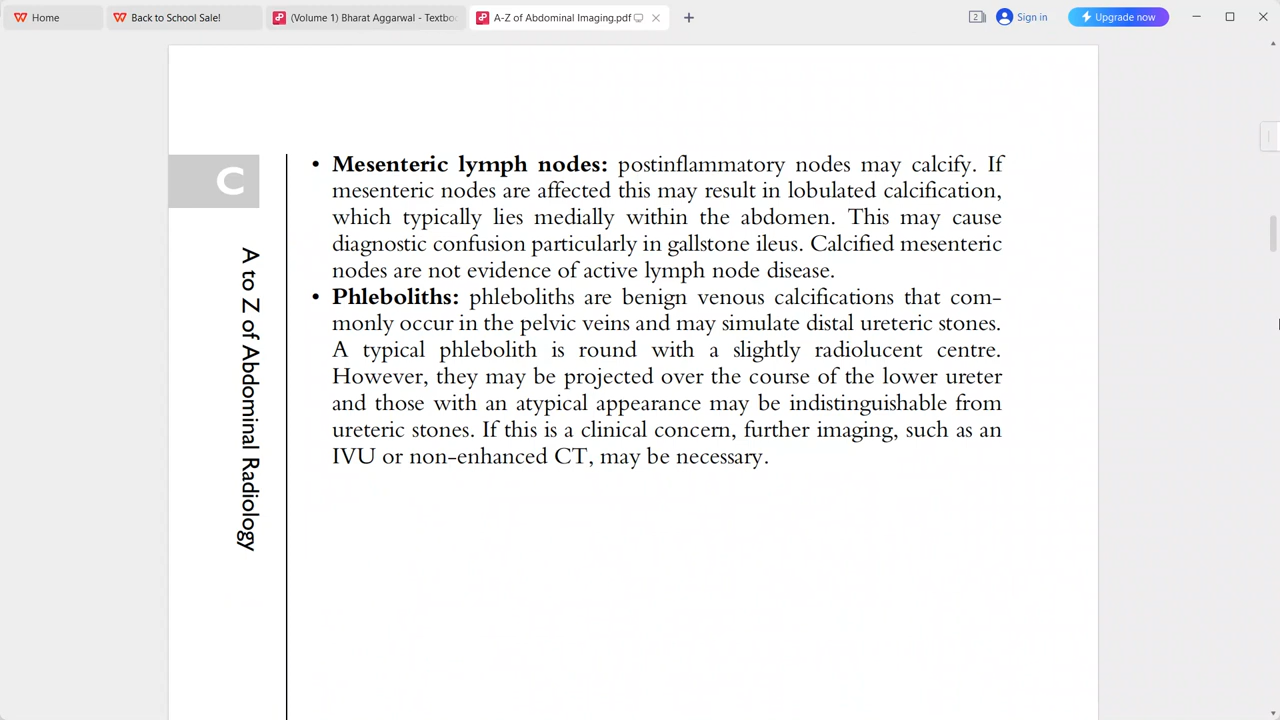 Home
Back to School Sale!
(Volume 1) Bharat Aggarwal - Textbo
A-Z of Abdominal Imaging.pdf
2
Sign in
Upgrade now
C
A to Z of Abdominal Radiology
• Mesenteric lymph nodes: postinflammatory nodes may calcify. If
mesenteric nodes are affected this may result in lobulated calcification,
which typically lies medially within the abdomen. This may cause
diagnostic confusion particularly in gallstone ileus. Calcified mesenteric
nodes are not evidence of active lymph node disease.
• Phleboliths: phleboliths are benign venous calcifications that com-
monly occur in the pelvic veins and may simulate distal ureteric stones.
A typical phlebolith is round with a slightly radiolucent centre.
However, they may be projected over the course of the lower ureter
and those with an atypical appearance may be indistinguishable from
ureteric stones. If this is a clinical concern, further imaging, such as an
IVU or non-enhanced CT, may be necessary.